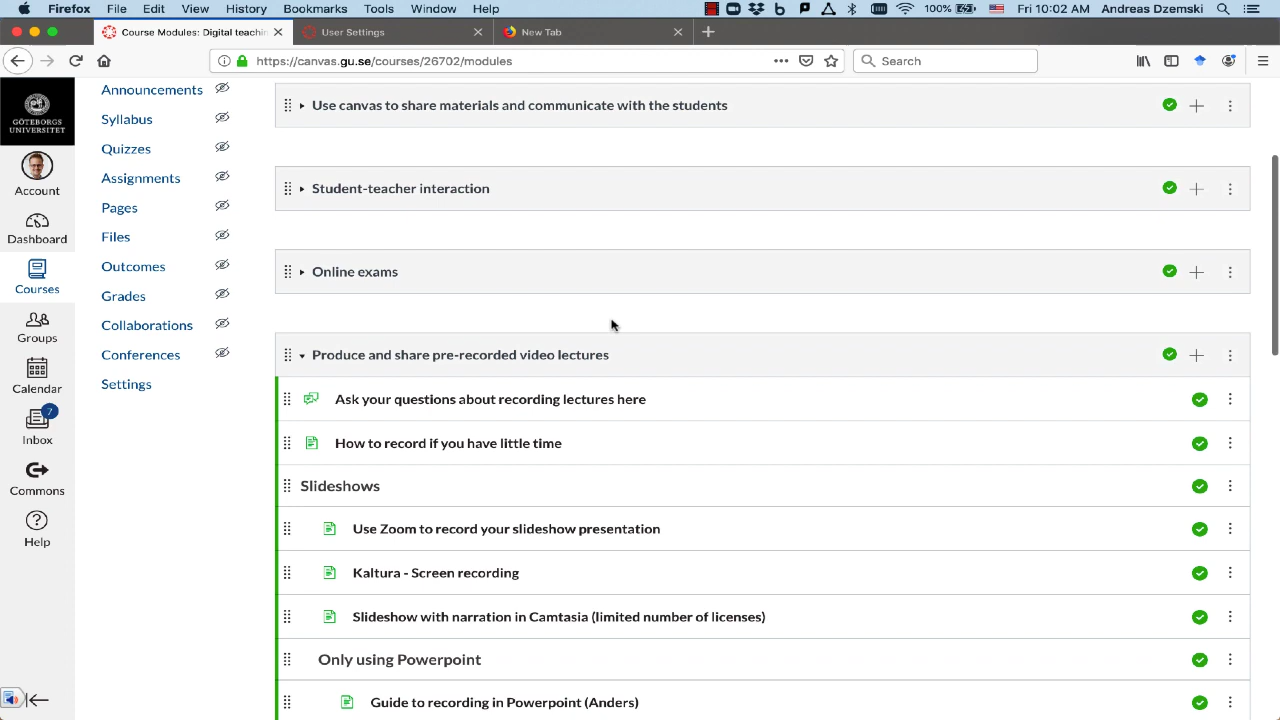 Firefox File Edit View History Bookmarks Tools Window Help 100% Fri 10:02 AM Andreas Dzemski
Course Modules: Digital teachin
User Settings
New Tab
https://canvas.gu.se/courses/26702/modules
Search
GÖTEBORGS
UNIVERSITET
Account
Dashboard
Courses
Groups
Calendar
7
Inbox
Commons
Help
Announcements
Syllabus
Quizzes
Assignments
Pages
Files
Outcomes
Grades
Collaborations
Conferences
Settings
Use canvas to share materials and communicate with the students
Student-teacher interaction
Online exams
Produce and share pre-recorded video lectures
Ask your questions about recording lectures here
How to record if you have little time
Slideshows
Use Zoom to record your slideshow presentation
Kaltura - Screen recording
Slideshow with narration in Camtasia (limited number of licenses)
Only using Powerpoint
Guide to recording in Powerpoint (Anders)